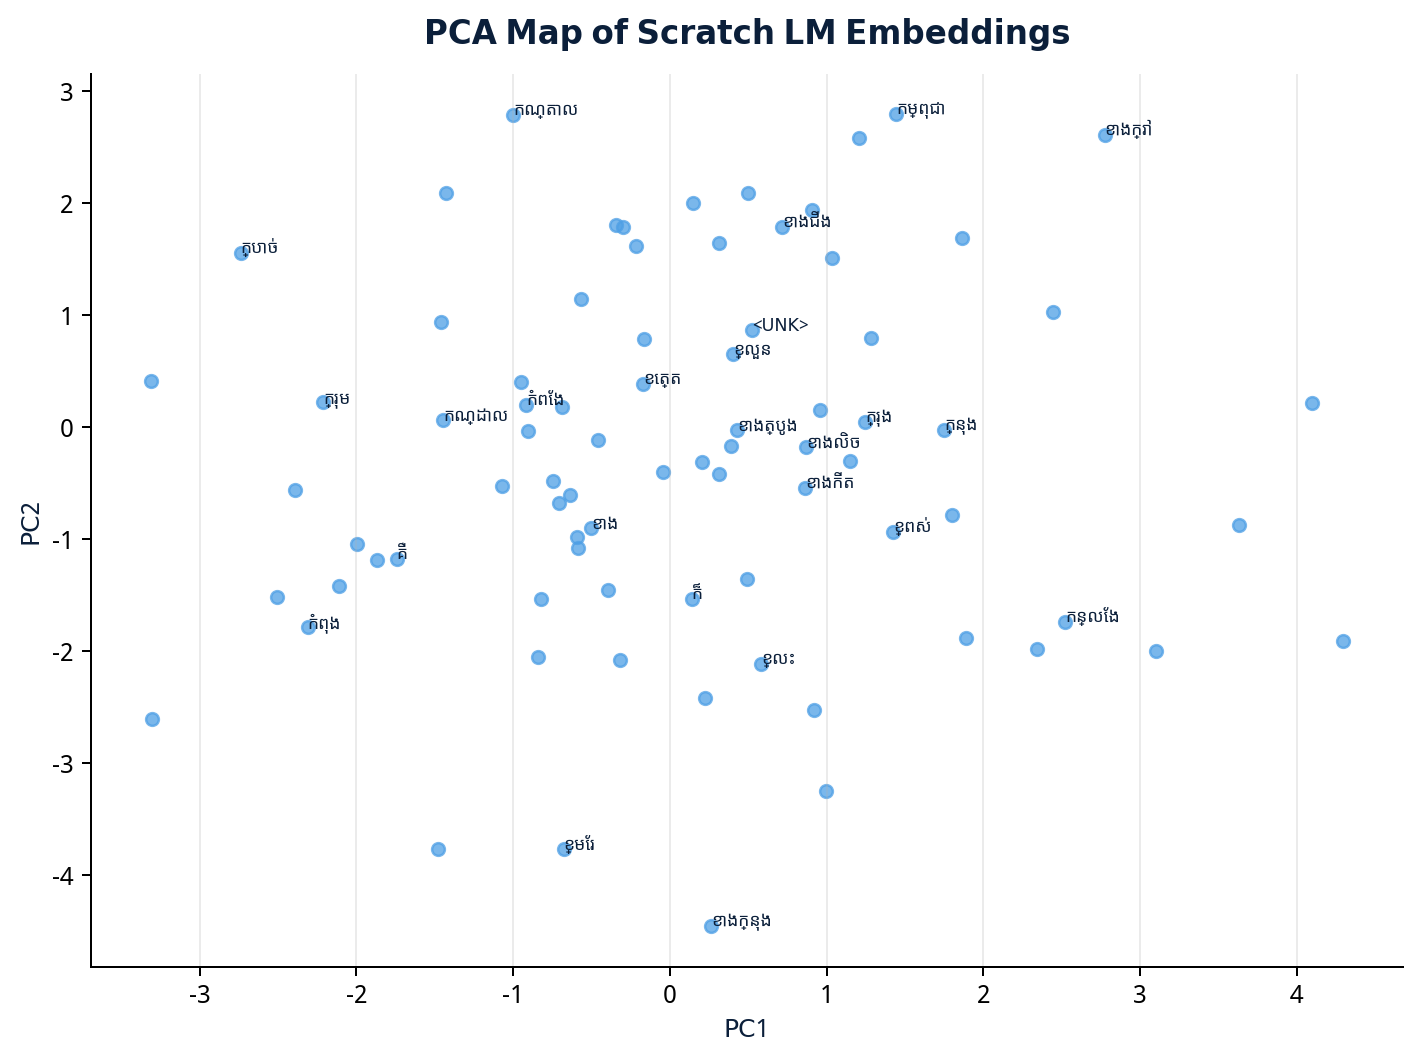 PCA Map of Scratch LM Embeddings
កណ្តាល
កម្ពុជា
ខាងក្រៅ
ខាងជើង
ក្បាច់
<UNK>
ខ្លួន
ខេត្ត
ក្រុម
កំពែង
កណ្ដាល
ខាងត្បូង
ក្រុង
ក្នុង
ខាងលិច
ខាងកើត
ខាង
ខ្ពស់
គឺ
ក៏
កំពុង
កន្លែង
ខ្លះ
ខ្មែរ
ខាងក្នុង
3
2
1
0
-1
-2
-3
-4
PC2
-3 -2 -1 0 1 2 3 4
PC1